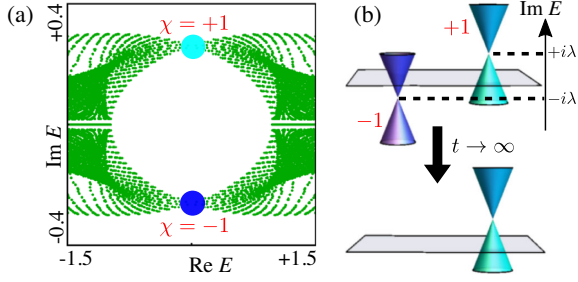 (a)
+0.4
χ = +1
Im E
χ = −1
-0.4
-1.5
Re E
+1.5
(b)
Im E
+1
+iλ
−iλ
-1
t → ∞